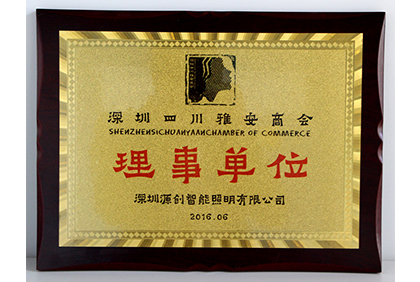 深圳四川雅安商会
SHENZHENSICHUANYAANCHAMBER OF COMMERCE
理事单位
深圳源创智能照明有限公司
2016.06